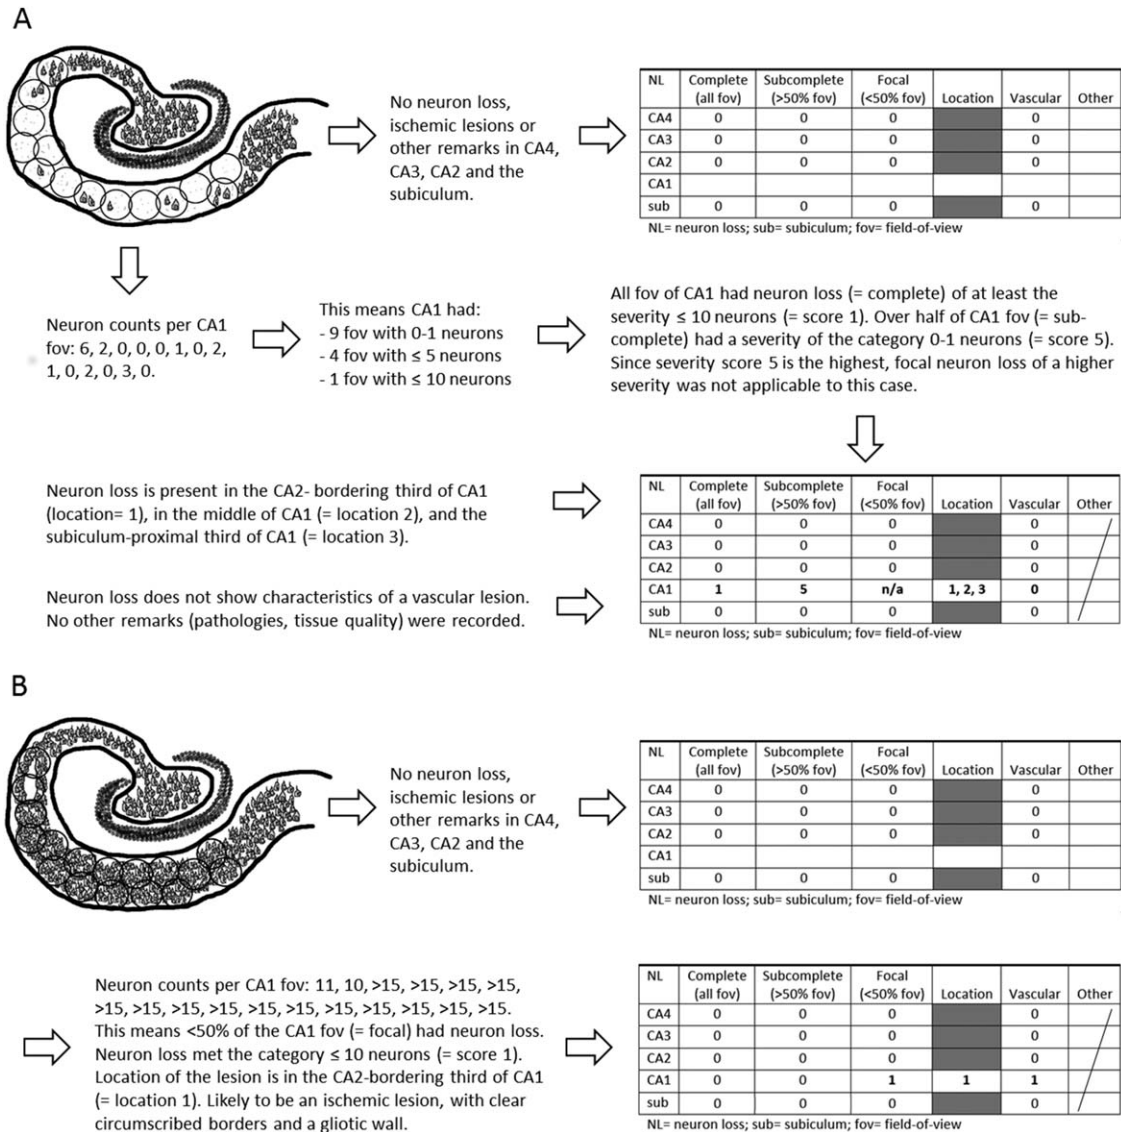 A
No neuron loss,
ischemic lesions or
other remarks in CA4,
CA3, CA2 and the
subiculum.
NL Complete (all fov) Subcomplete (>50% fov) Focal (<50% fov) Location Vascular Other
CA4 0 0 0 0
CA3 0 0 0 0
CA2 0 0 0 0
CA1
sub 0 0 0 0
NL= neuron loss; sub= subiculum; fov= field-of-view
Neuron counts per CA1
fov: 6, 2, 0, 0, 0, 1, 0, 2,
1, 0, 2, 0, 3, 0.
This means CA1 had:
- 9 fov with 0-1 neurons
- 4 fov with ≤ 5 neurons
- 1 fov with ≤ 10 neurons
All fov of CA1 had neuron loss (= complete) of at least the
severity ≤ 10 neurons (= score 1). Over half of CA1 fov (= sub-
complete) had a severity of the category 0-1 neurons (= score 5).
Since severity score 5 is the highest, focal neuron loss of a higher
severity was not applicable to this case.
Neuron loss is present in the CA2- bordering third of CA1
(location= 1), in the middle of CA1 (= location 2), and the
subiculum-proximal third of CA1 (= location 3).
Neuron loss does not show characteristics of a vascular lesion.
No other remarks (pathologies, tissue quality) were recorded.
NL Complete (all fov) Subcomplete (>50% fov) Focal (<50% fov) Location Vascular Other
CA4 0 0 0 0
CA3 0 0 0 0
CA2 0 0 0 0
CA1 1 5 n/a 1, 2, 3 0
sub 0 0 0 0
NL= neuron loss; sub= subiculum; fov= field-of-view
B
No neuron loss,
ischemic lesions or
other remarks in CA4,
CA3, CA2 and the
subiculum.
NL Complete (all fov) Subcomplete (>50% fov) Focal (<50% fov) Location Vascular Other
CA4 0 0 0 0
CA3 0 0 0 0
CA2 0 0 0 0
CA1
sub 0 0 0 0
NL= neuron loss; sub= subiculum; fov= field-of-view
Neuron counts per CA1 fov: 11, 10, >15, >15, >15, >15,
>15, >15, >15, >15, >15, >15, >15, >15, >15, >15, >15.
This means <50% of the CA1 fov (= focal) had neuron loss.
Neuron loss met the category ≤ 10 neurons (= score 1).
Location of the lesion is in the CA2-bordering third of CA1
(= location 1). Likely to be an ischemic lesion, with clear
circumscribed borders and a gliotic wall.
NL Complete (all fov) Subcomplete (>50% fov) Focal (<50% fov) Location Vascular Other
CA4 0 0 0 0
CA3 0 0 0 0
CA2 0 0 0 0
CA1 0 0 1 1 1
sub 0 0 0 0
NL= neuron loss; sub= subiculum; fov= field-of-view